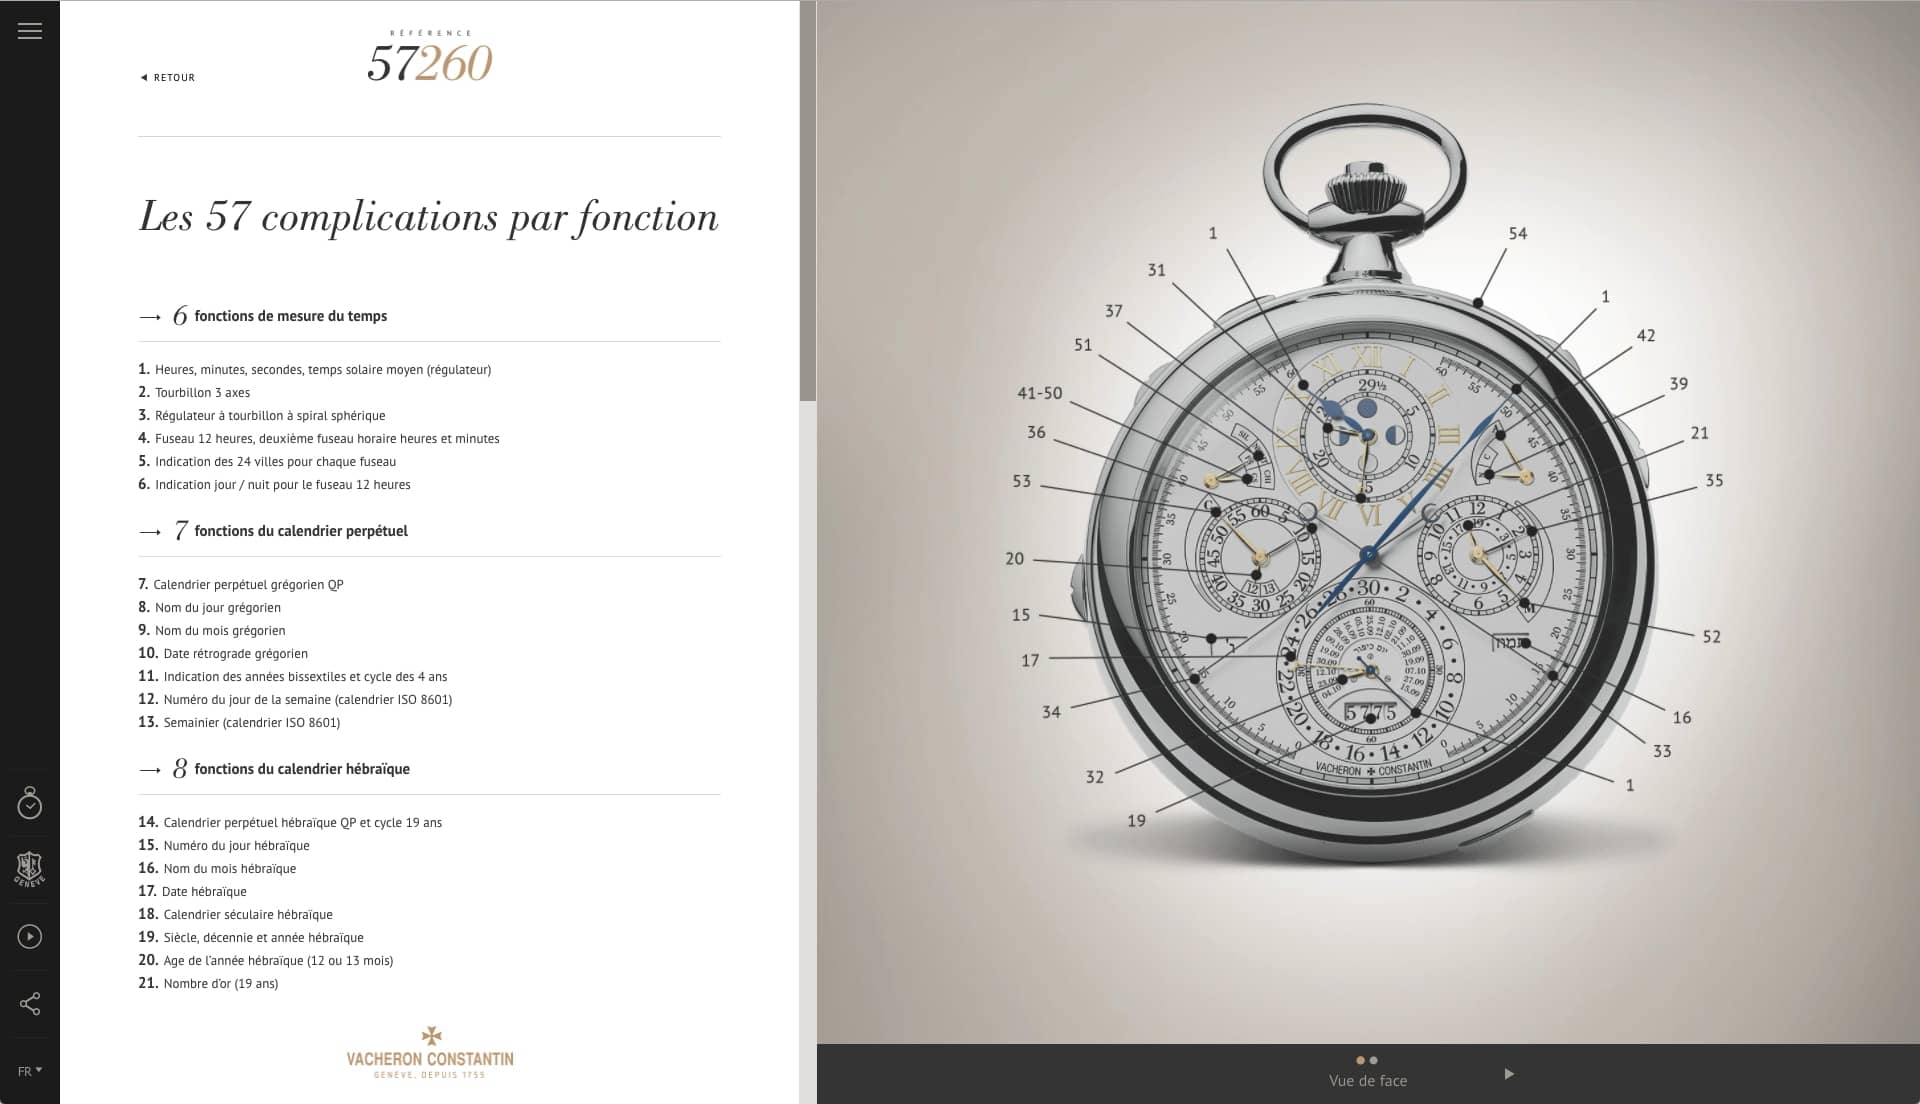 RÉFÉRENCE
57260
RETOUR
Les 57 complications par fonction
→ 6 fonctions de mesure du temps
1. Heures, minutes, secondes, temps solaire moyen (régulateur)
2. Tourbillon 3 axes
3. Régulateur à tourbillon à spiral sphérique
4. Fuseau 12 heures, deuxième fuseau horaire heures et minutes
5. Indication des 24 villes pour chaque fuseau
6. Indication jour / nuit pour le fuseau 12 heures
→ 7 fonctions du calendrier perpétuel
7. Calendrier perpétuel grégorien QP
8. Nom du jour grégorien
9. Nom du mois grégorien
10. Date rétrograde grégorien
11. Indication des années bissextiles et cycle des 4 ans
12. Numéro du jour de la semaine (calendrier ISO 8601)
13. Semainier (calendrier ISO 8601)
→ 8 fonctions du calendrier hébraïque
14. Calendrier perpétuel hébraïque QP et cycle 19 ans
15. Numéro du jour hébraïque
16. Nom du mois hébraïque
17. Date hébraïque
18. Calendrier séculaire hébraïque
19. Siècle, décennie et année hébraïque
20. Age de l'année hébraïque (12 ou 13 mois)
21. Nombre d'or (19 ans)
VACHERON CONSTANTIN
GENÈVE, DEPUIS 1755
GENEVE
FR
1
31
37
51
41-50
36
53
20
15
17
34
32
19
54
1
42
39
21
35
52
16
33
1
29½
5775
VACHERON CONSTANTIN
Vue de face